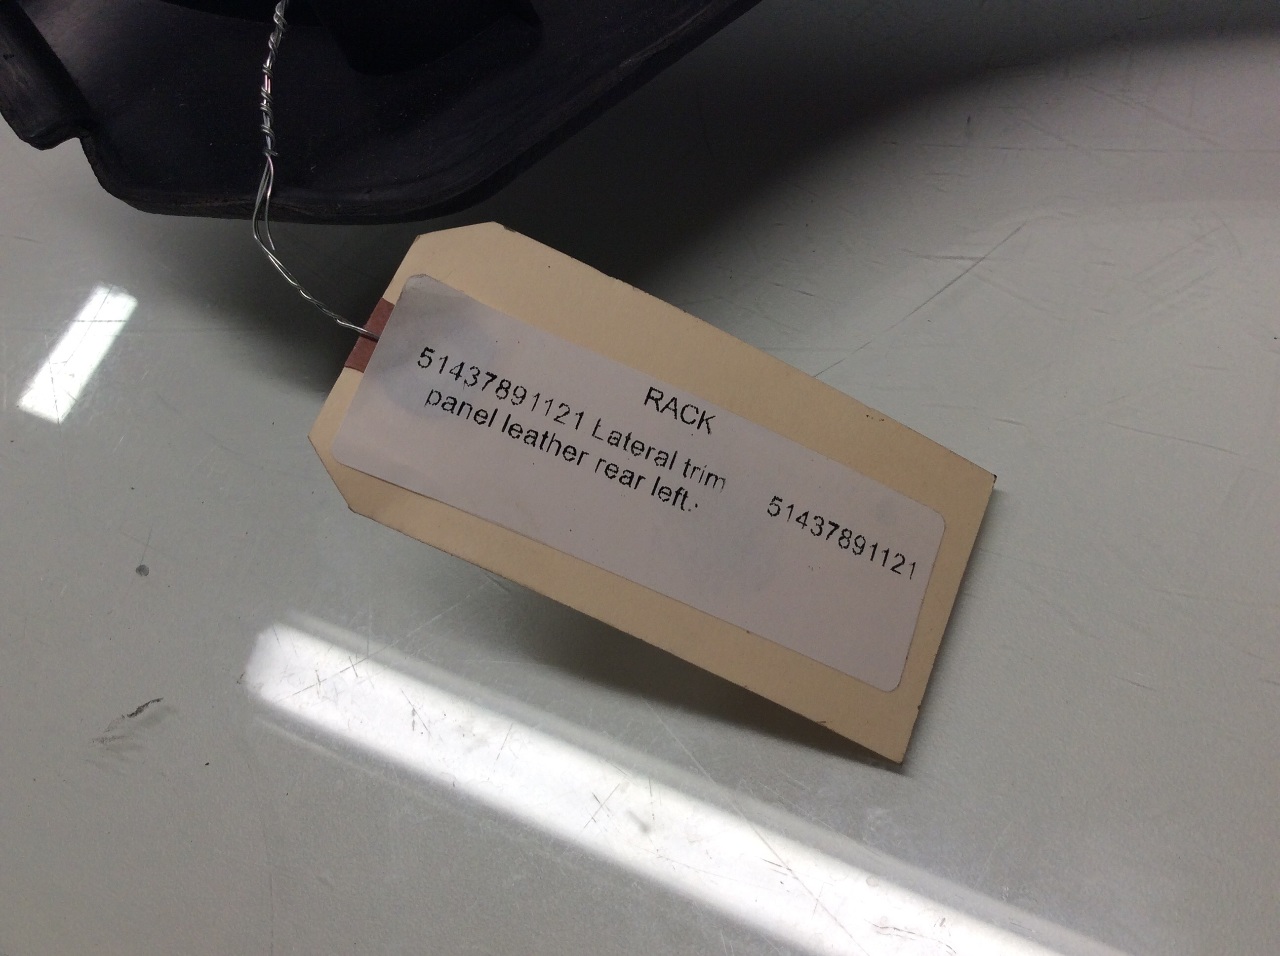 RACK
51437891121 Lateral trim
panel leather rear left.
51437891121